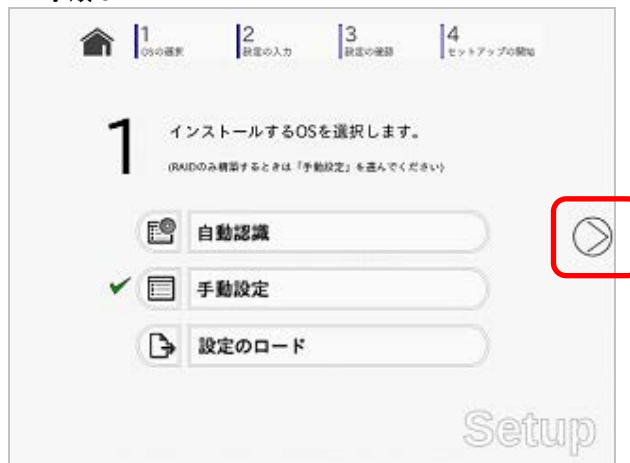 1
OSの選択
2
設定の入力
3
設定の確認
4
セットアップの開始
1
インストールするOSを選択します。
(RAIDのみ構築するときは「手動設定」を選んでください)
自動認識
手動設定
設定のロード
Setup